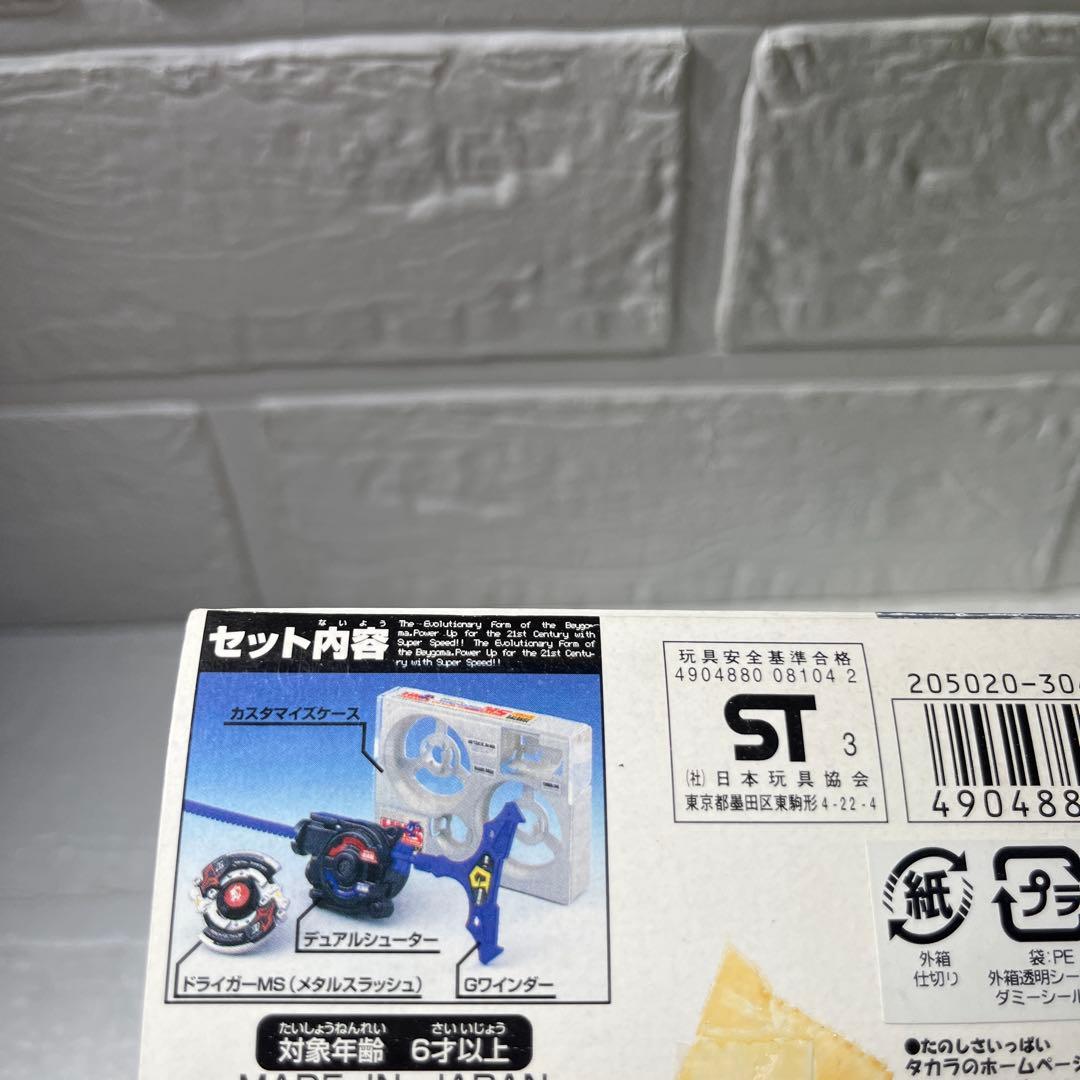 セット内容
ないよう
The Evolutionary Form of the Beygo-
ma.Power Up for the 21st Century with
Super Speed!! The Evolutionary Form of
the Beygoma.Power Up for the 21st Centu-
ry with Super Speed!!
カスタマイズケース
デュアルシューター
ドライガーMS(メタルスラッシュ)
Gワインダー
たいしょうねんれい さい いじょう
対象年齢 6才以上
MADE IN JAPAN
玩具安全基準合格
4904880 08104 2
ST 3
(社)日本玩具協会
東京都墨田区東駒形4-22-4
205020-30
490488
紙
外箱
仕切り
プラ
袋:PE
外箱透明シー
ダミーシール
●たのしさいっぱい
タカラのホームペー